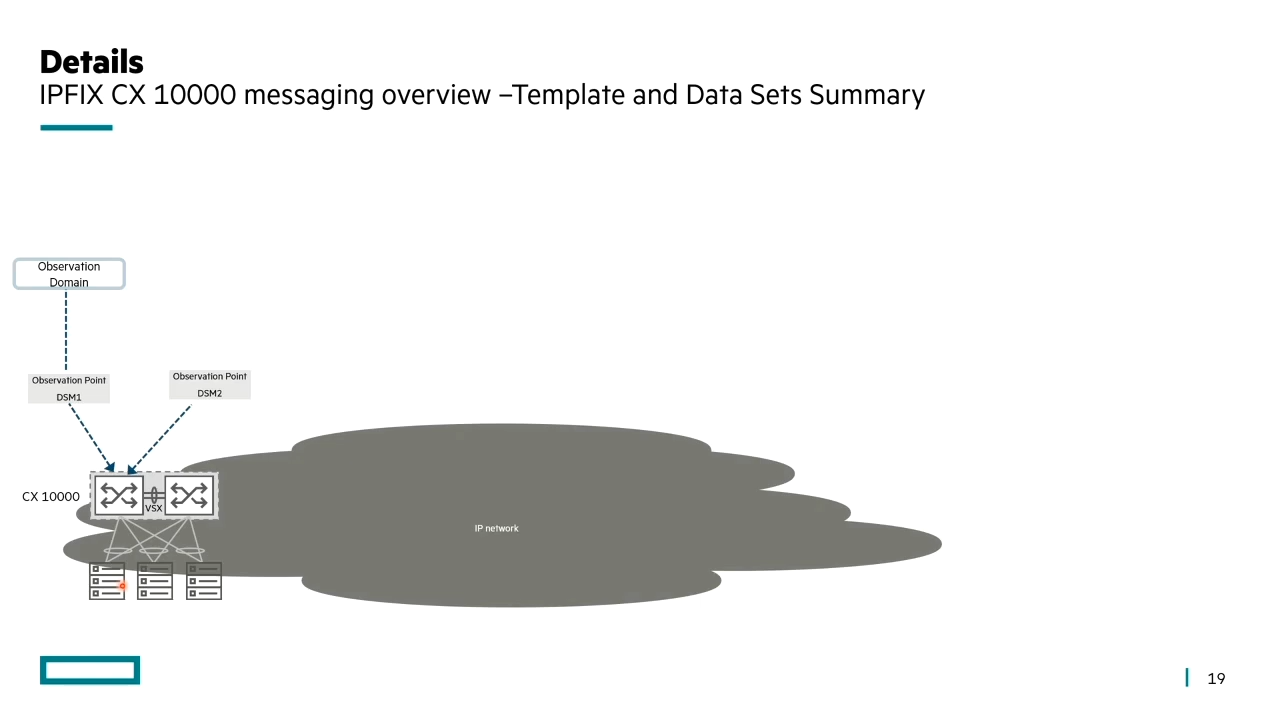 Details
IPFIX CX 10000 messaging overview –Template and Data Sets Summary
Observation
Domain
Observation Point
DSM1
Observation Point
DSM2
CX 10000
VSX
IP network
19